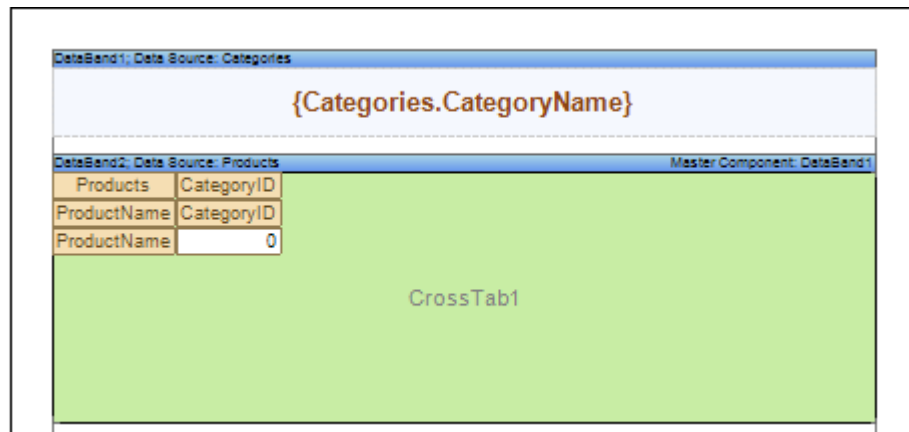 DataBand1; Data Source: Categories
{Categories.CategoryName}
DataBand2; Data Source: Products Master Component: DataBand1
Products CategoryID
ProductName CategoryID
ProductName 0
CrossTab1